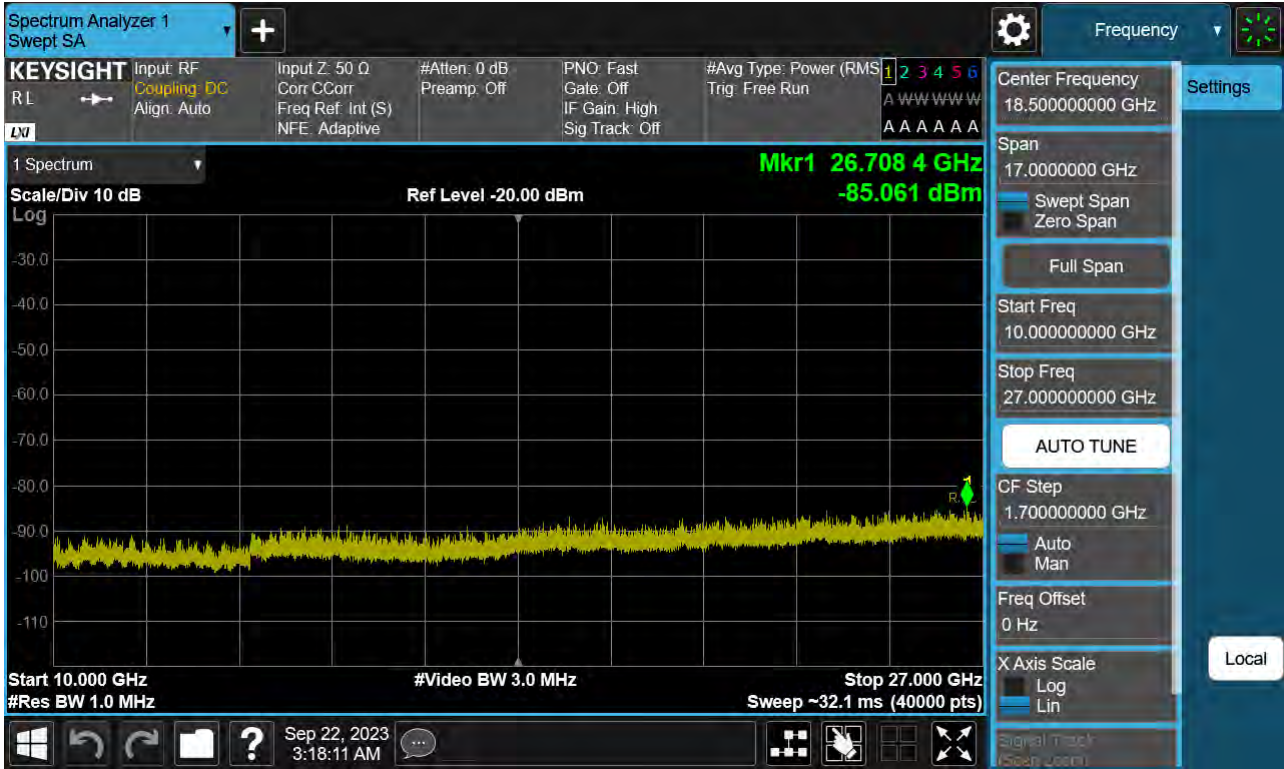 Spectrum Analyzer 1
Swept SA
+
Frequency
KEYSIGHT
RL
LXI
Input: RF
Coupling: DC
Align: Auto
Input Z: 50 Ω
Corr CCorr
Freq Ref: Int (S)
NFE: Adaptive
#Atten: 0 dB
Preamp: Off
PNO: Fast
Gate: Off
IF Gain: High
Sig Track: Off
#Avg Type: Power (RMS
Trig: Free Run
1 2 3 4 5 6
A W W W W W
A A A A A A
1 Spectrum
Scale/Div 10 dB
Log
Ref Level -20.00 dBm
Mkr1 26.708 4 GHz
-85.061 dBm
-30.0
-40.0
-50.0
-60.0
-70.0
-80.0
-90.0
-100
-110
1
Start 10.000 GHz
#Res BW 1.0 MHz
#Video BW 3.0 MHz
Stop 27.000 GHz
Sweep ~32.1 ms (40000 pts)
Center Frequency
18.500000000 GHz
Span
17.0000000 GHz
Swept Span
Zero Span
Full Span
Start Freq
10.000000000 GHz
Stop Freq
27.000000000 GHz
AUTO TUNE
CF Step
1.700000000 GHz
Auto
Man
Freq Offset
0 Hz
X Axis Scale
Log
Lin
Signal Track
(Span Zoom)
Settings
Local
?
Sep 22, 2023
3:18:11 AM